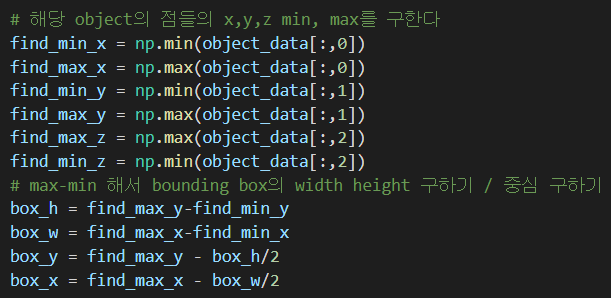 # 해당 object의 점들의 x,y,z min, max를 구한다
find_min_x = np.min(object_data[:,0])
find_max_x = np.max(object_data[:,0])
find_min_y = np.min(object_data[:,1])
find_max_y = np.max(object_data[:,1])
find_max_z = np.max(object_data[:,2])
find_min_z = np.min(object_data[:,2])
# max-min 해서 bounding box의 width height 구하기 / 중심 구하기
box_h = find_max_y-find_min_y
box_w = find_max_x-find_min_x
box_y = find_max_y - box_h/2
box_x = find_max_x - box_w/2